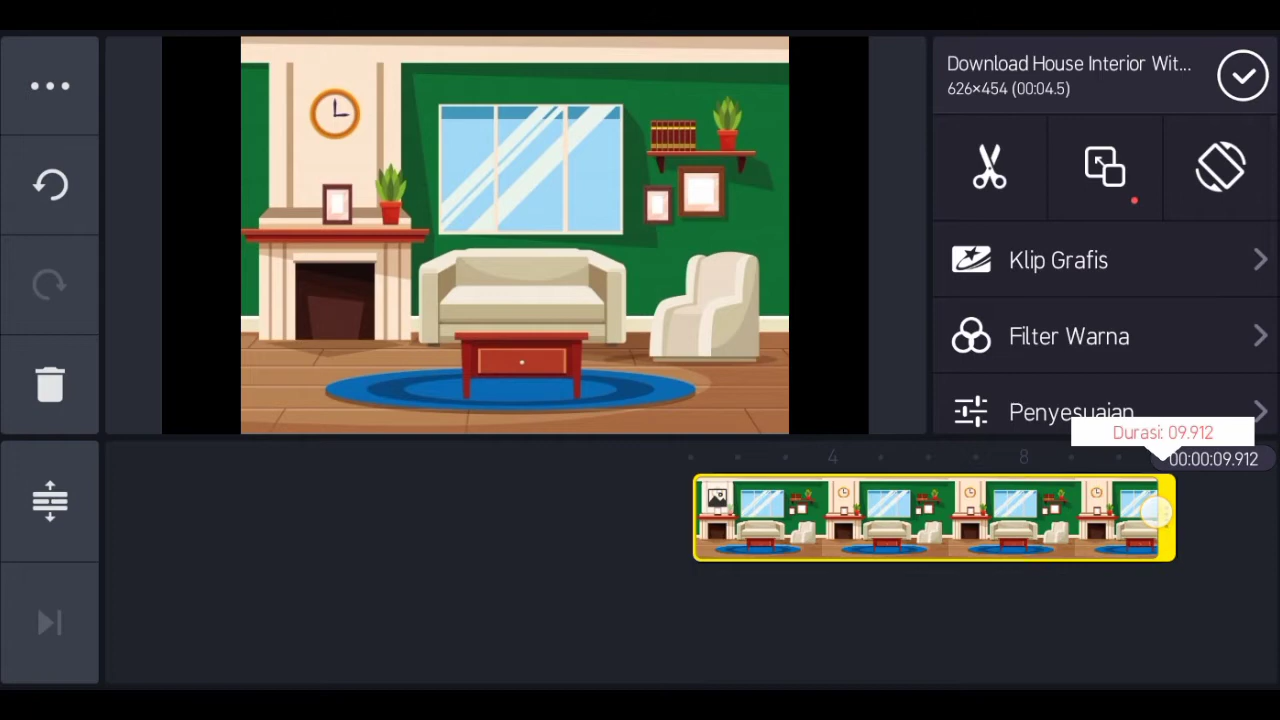 Download House Interior Wit...
626×454 (00:04.5)
Klip Grafis
Filter Warna
Penyesuaian
Durasi: 09.912
4
8
00:00:09.912